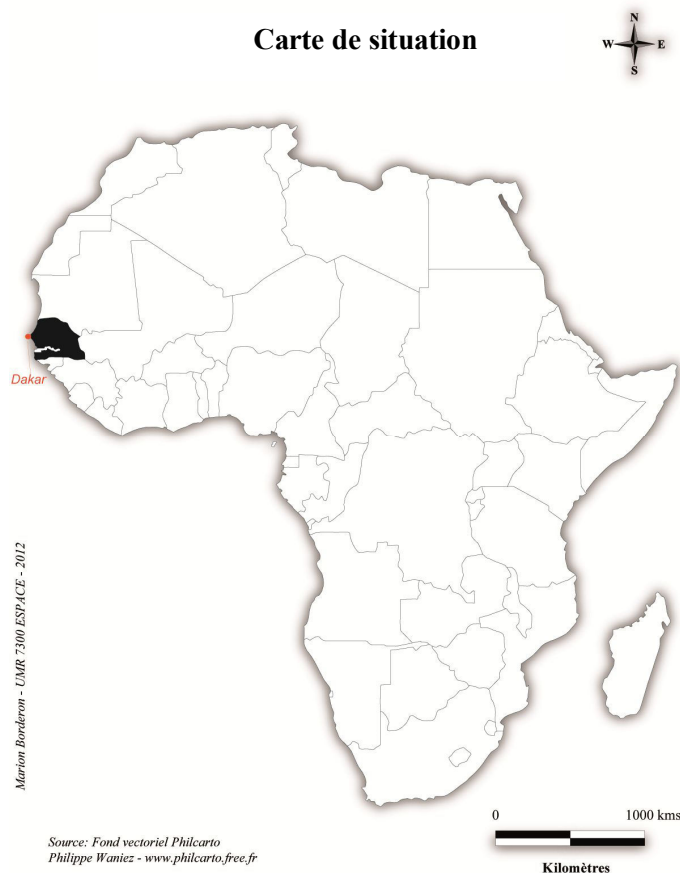 Carte de situation
N
W E
S
Dakar
Marion Borderon - UMR 7300 ESPACE - 2012
0 1000 kms
Kilomètres
Source: Fond vectoriel Philcarto
Philippe Waniez - www.philcarto.free.fr